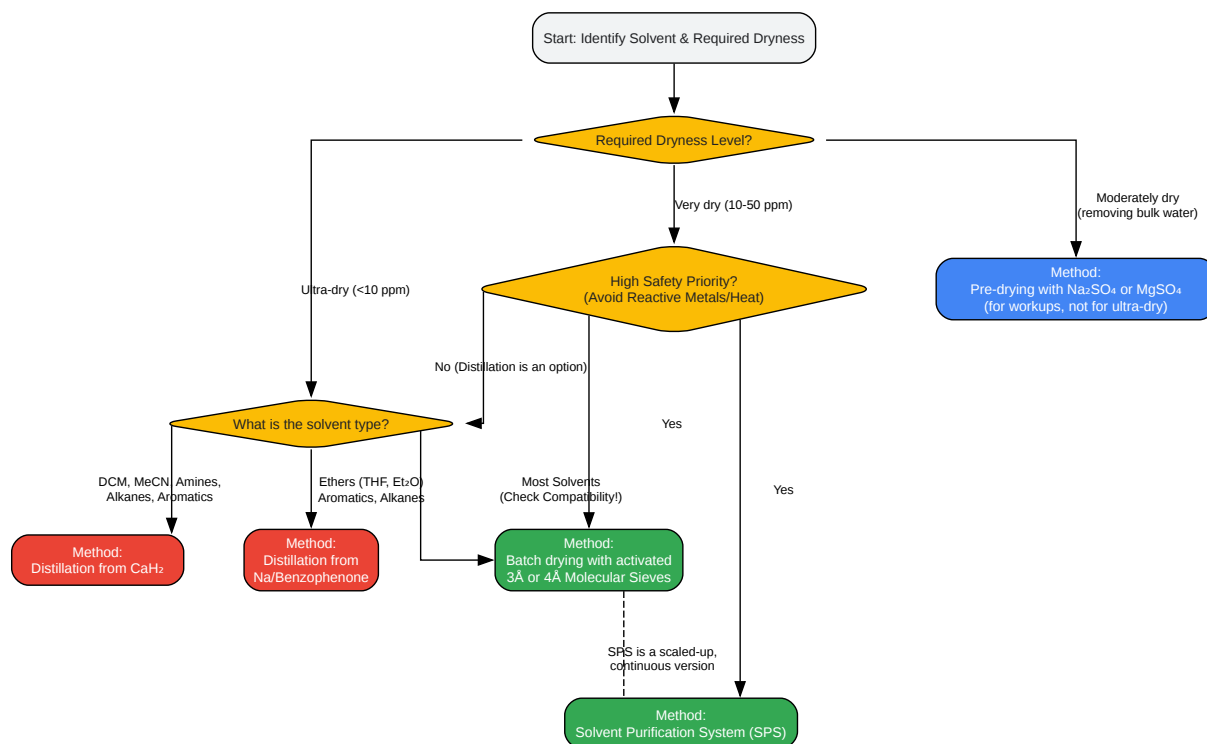 Start: Identify Solvent & Required Dryness
Required Dryness Level?
Very dry (10-50 ppm)
Moderately dry
(removing bulk water)
Ultra-dry (<10 ppm)
High Safety Priority?
(Avoid Reactive Metals/Heat)
Method:
Pre-drying with Na₂SO₄ or MgSO₄
(for workups, not for ultra-dry)
No (Distillation is an option)
What is the solvent type?
Yes
DCM, MeCN, Amines,
Alkanes, Aromatics
Ethers (THF, Et₂O)
Aromatics, Alkanes
Most Solvents
(Check Compatibility!)
Yes
Method:
Distillation from CaH₂
Method:
Distillation from
Na/Benzophenone
Method:
Batch drying with activated
3Å or 4Å Molecular Sieves
SPS is a scaled-up,
continuous version
Method:
Solvent Purification System (SPS)